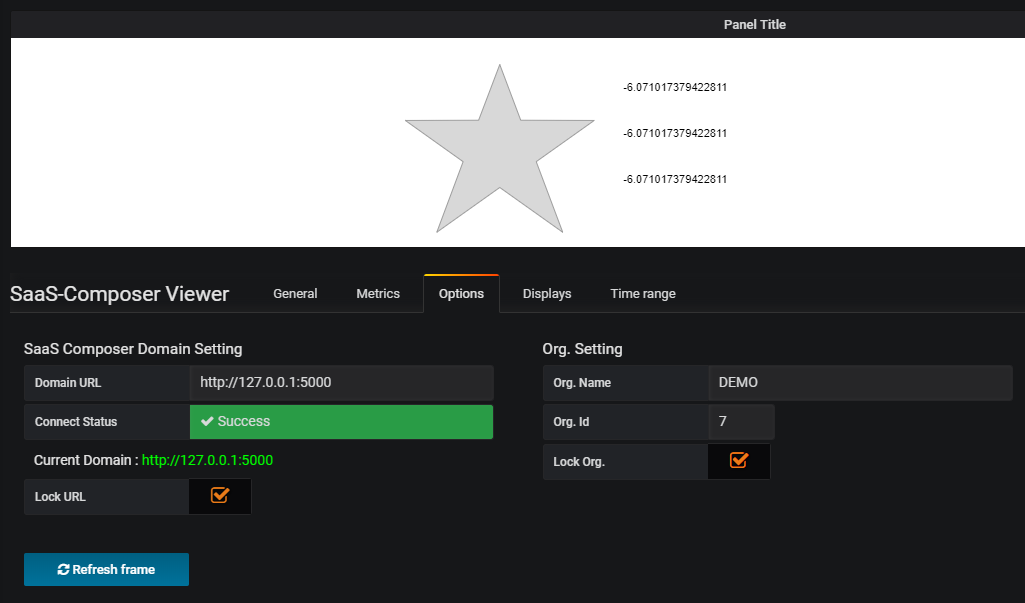 Panel Title
-6.071017379422811
-6.071017379422811
-6.071017379422811
SaaS-Composer Viewer General Metrics Options Displays Time range
SaaS Composer Domain Setting
Domain URL http://127.0.0.1:5000
Connect Status Success
Current Domain : http://127.0.0.1:5000
Lock URL
Refresh frame
Org. Setting
Org. Name DEMO
Org. Id 7
Lock Org.